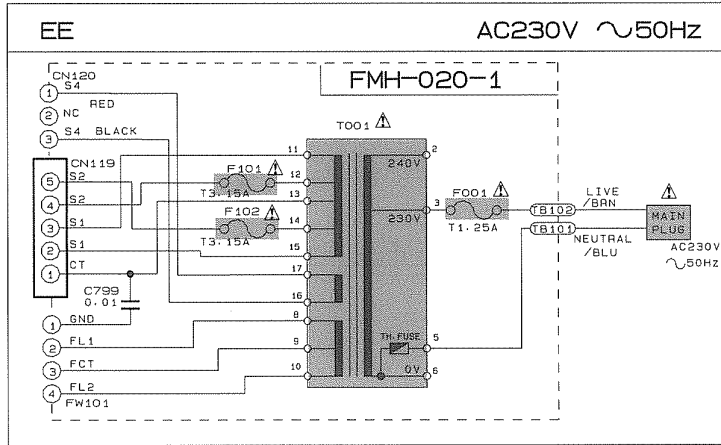 EE AC230V ～50Hz
FMH-020-1
CN120
1 S4
RED
2 NC
3 S4 BLACK
CN119
5 S2
4 S2
3 S1
2 S1
1 CT
C799
0.01
1 GND
2 FL1
3 FCT
4 FL2
FW101
F101
T3.15A
F102
T3.15A
T001
11
12
13
14
15
17
16
8
9
10
2
240V
3
230V
TH.FUSE
5
0V 6
F001
T1.25A
TB102
TB101
LIVE
/BRN
NEUTRAL
/BLU
MAIN
PLUG
AC230V
～50Hz